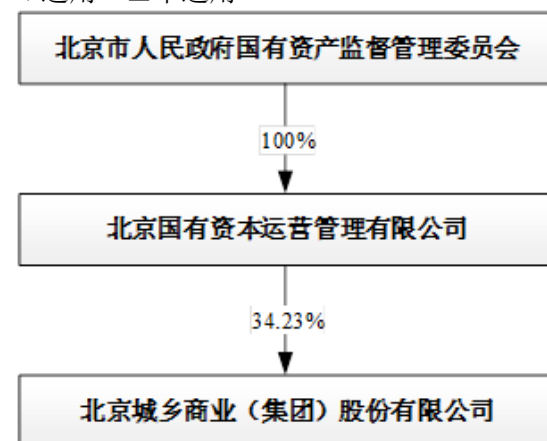 北京市人民政府国有资产监督管理委员会
100%
北京国有资本运营管理有限公司
34.23%
北京城乡商业（集团）股份有限公司